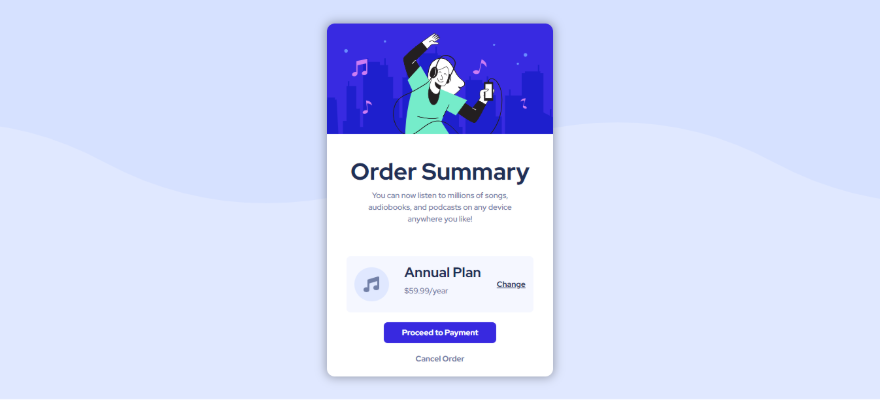 Order Summary
You can now listen to millions of songs,
audiobooks, and podcasts on any device
anywhere you like!
Annual Plan
$59.99/year
Change
Proceed to Payment
Cancel Order